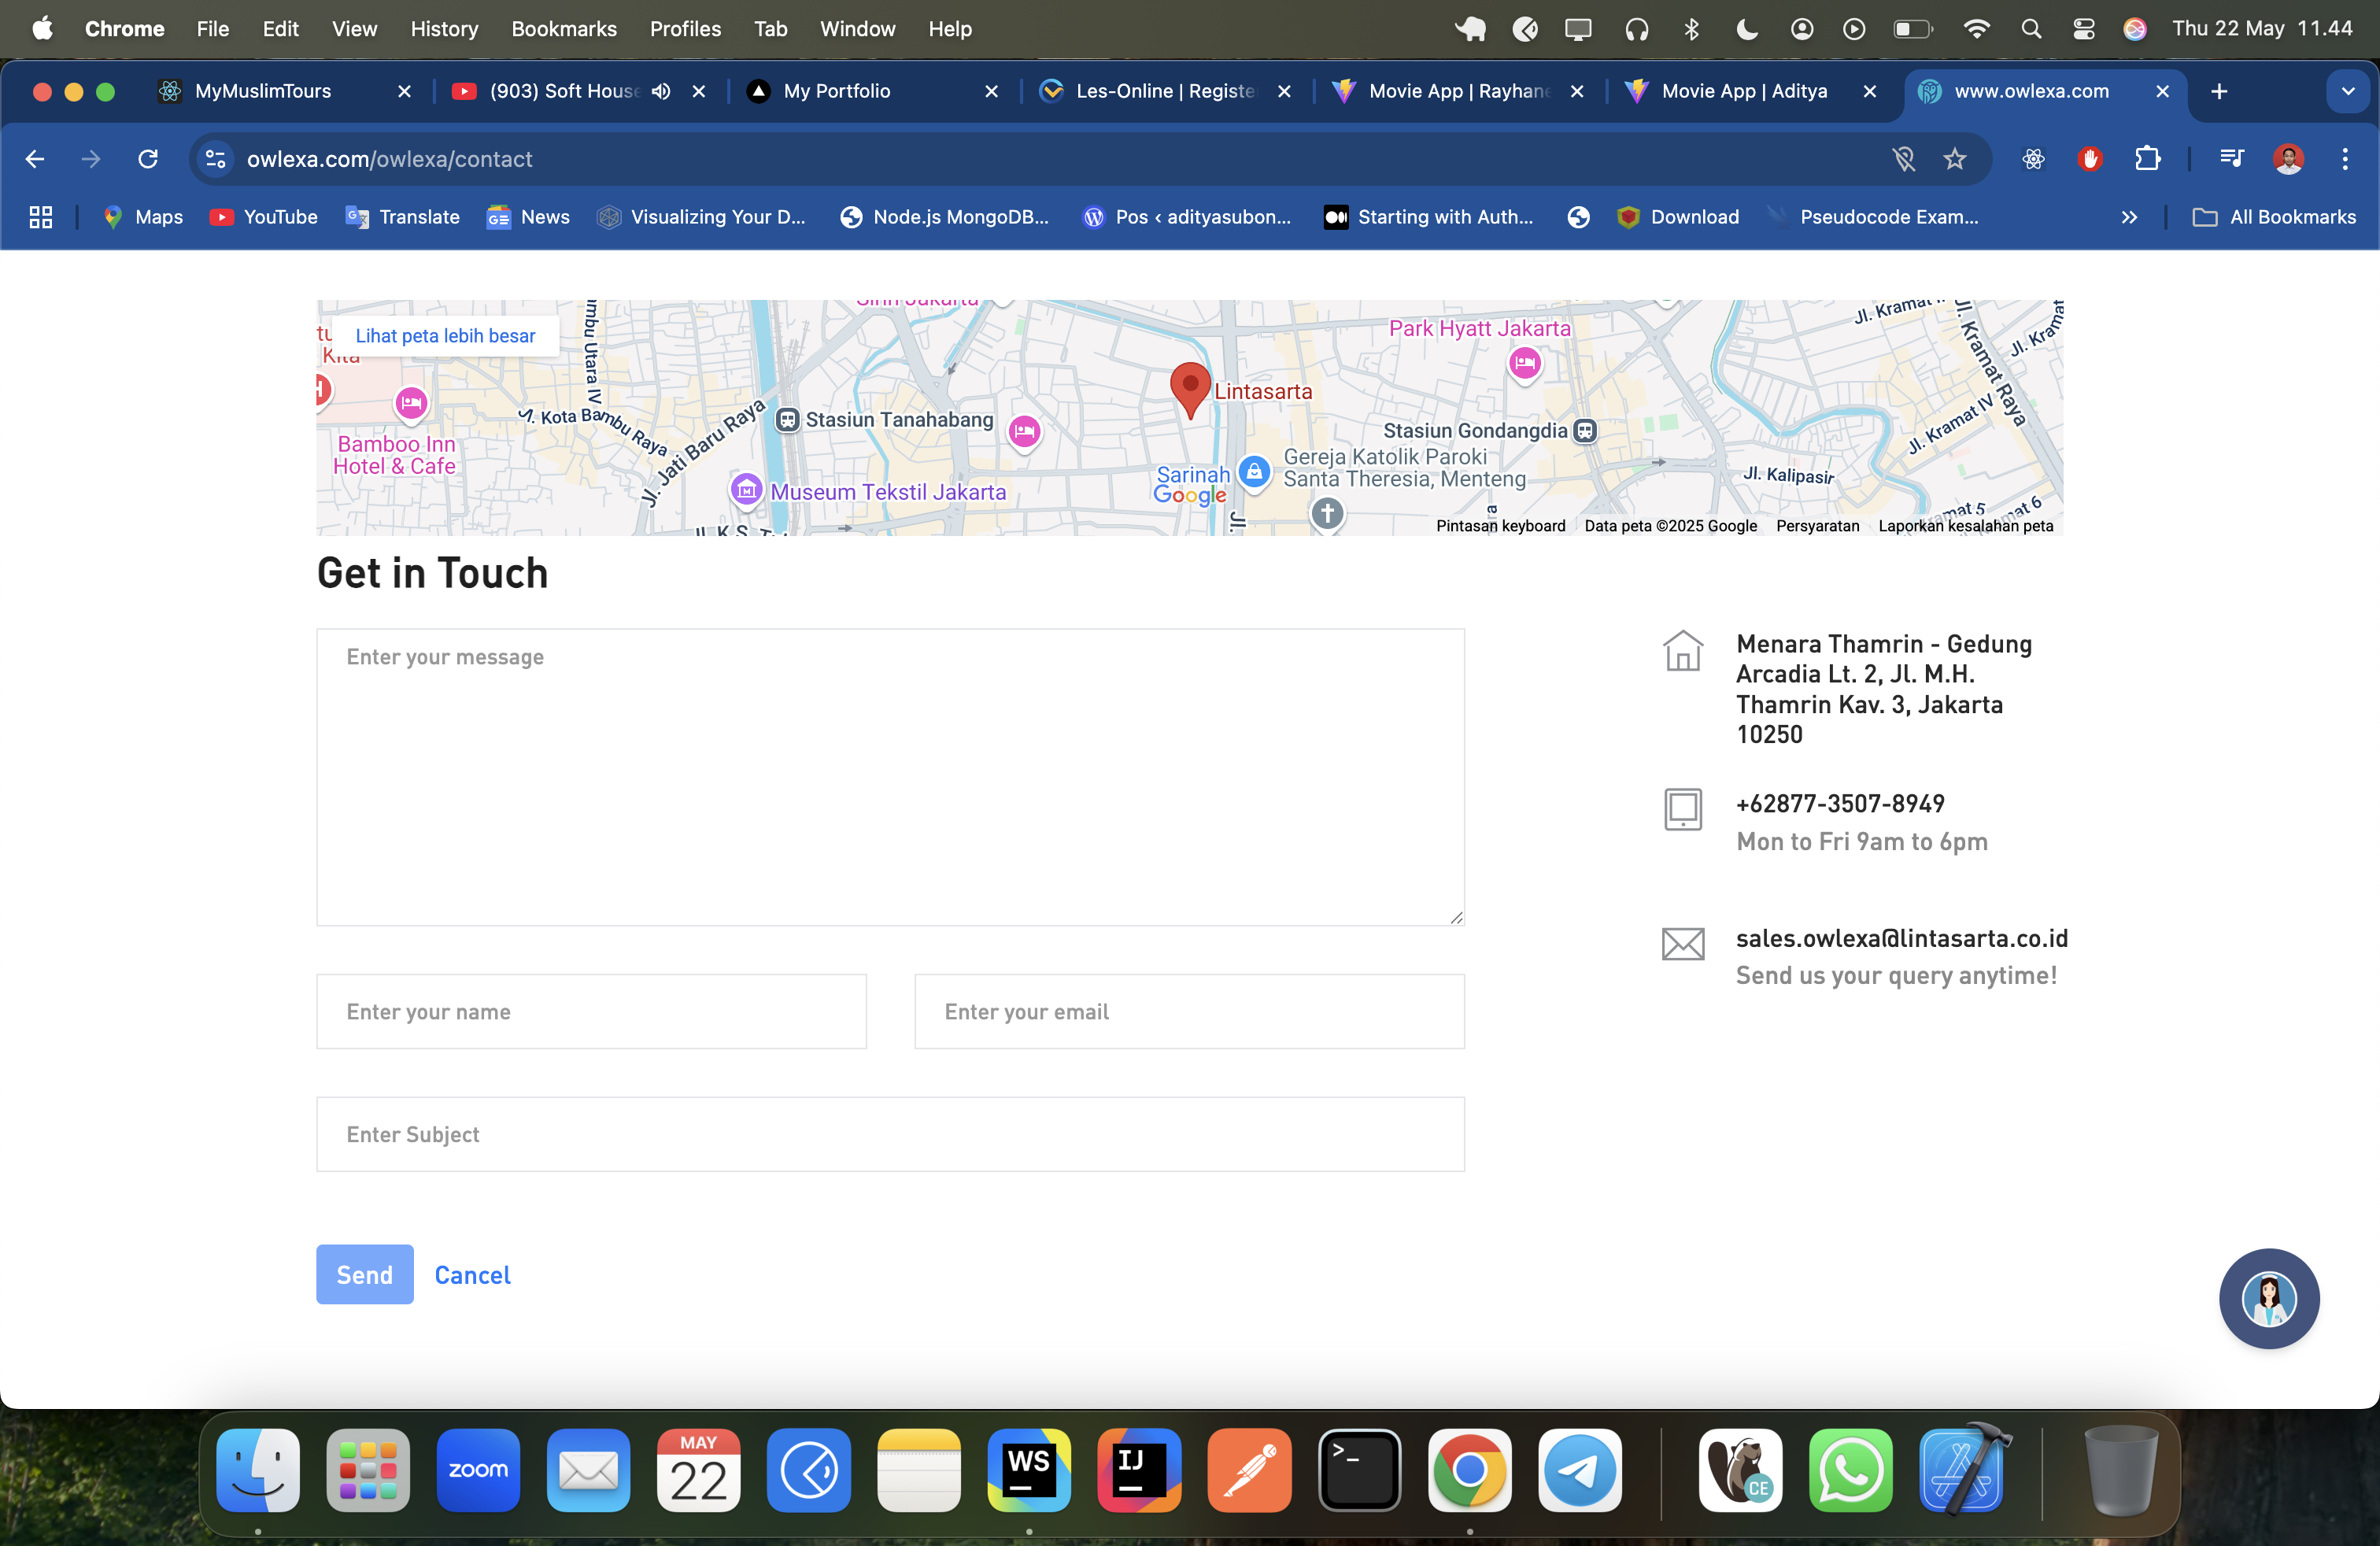 Chrome File Edit View History Bookmarks Profiles Tab Window Help Thu 22 May 11.44
MyMuslimTours (903) Soft House My Portfolio Les-Online | Registe Movie App | Rayhane Movie App | Aditya www.owlexa.com
owlexa.com/owlexa/contact
Maps YouTube Translate News Visualizing Your D... Node.js MongoDB... Pos < adityasubon... Starting with Auth... Download Pseudocode Exam... All Bookmarks
Lihat peta lebih besar
Kita
Bamboo Inn
Hotel & Cafe
Jl. Kota Bambu Raya
Jl. Jati Baru Raya
Stasiun Tanahabang
Museum Tekstil Jakarta
Lintasarta
Sarinah
Google
Park Hyatt Jakarta
Stasiun Gondangdia
Gereja Katolik Paroki
Santa Theresia, Menteng
Jl. Kalipasir
Jl. Kramat IV
Jl. Kramat Raya
Pintasan keyboard Data peta ©2025 Google Persyaratan Laporkan kesalahan peta
Get in Touch
Enter your message
Enter your name
Enter your email
Enter Subject
Send Cancel
Menara Thamrin - Gedung
Arcadia Lt. 2, Jl. M.H.
Thamrin Kav. 3, Jakarta
10250
+62877-3507-8949
Mon to Fri 9am to 6pm
sales.owlexa@lintasarta.co.id
Send us your query anytime!
zoom
MAY
22
WS
IJ
>_
CE